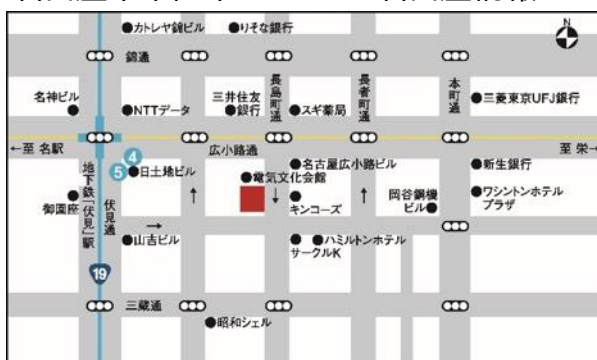 N
カトレヤ錦ビル
りそな銀行
錦通
名神ビル
NTTデータ
三井住友
銀行
長島町通
スギ薬局
長者町通
本町通
三菱東京UFJ銀行
←至 名駅
広小路通
至 栄→
4
5
日土地ビル
電気文化会館
名古屋広小路ビル
新生銀行
地下鉄「伏見」駅
御園座
伏見通
キンコーズ
岡谷鋼機
ビル
ワシントンホテル
プラザ
山吉ビル
ハミルトンホテル
サークルK
19
三蔵通
昭和シェル